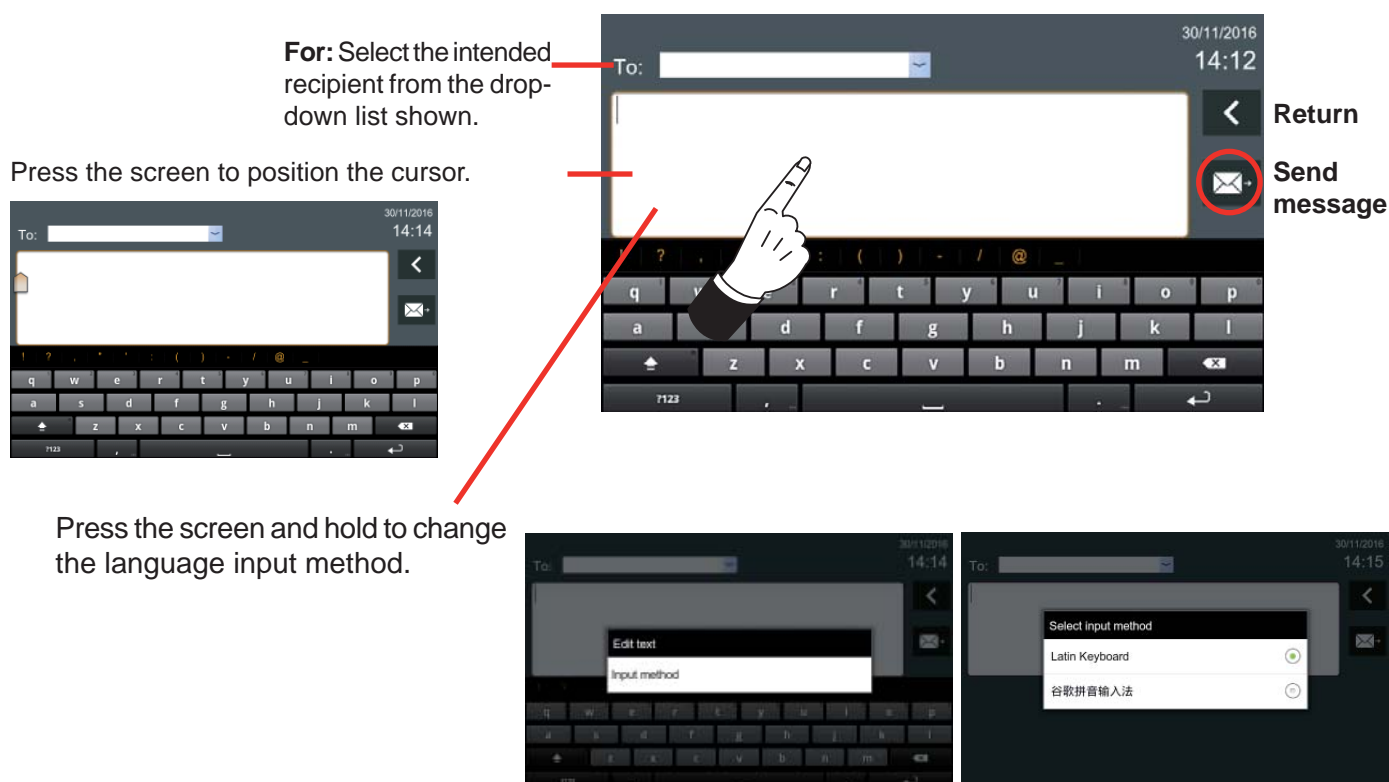 For: Select the intended
recipient from the drop-
down list shown.
30/11/2016
14:12
To:
Return
Send
message
Press the screen to position the cursor.
! ? , : ( ) - / @ _
q e r t y u i o p
a d f g h j k l
z x c v b n m
?123 , _ . _
30/11/2016
14:14
To:
! ? , " ' : ( ) - / @ _
q w e r t y u i o p
a s d f g h j k l
z x c v b n m
?123 , _ . _
Press the screen and hold to change
the language input method.
30/11/2016
14:14
To:
Edit text
Input method
q w e r t y u i o p
a s d f g h j k l
z x c v b n m
?123
30/11/2016
14:15
To:
Select input method
Latin Keyboard
谷歌拼音输入法